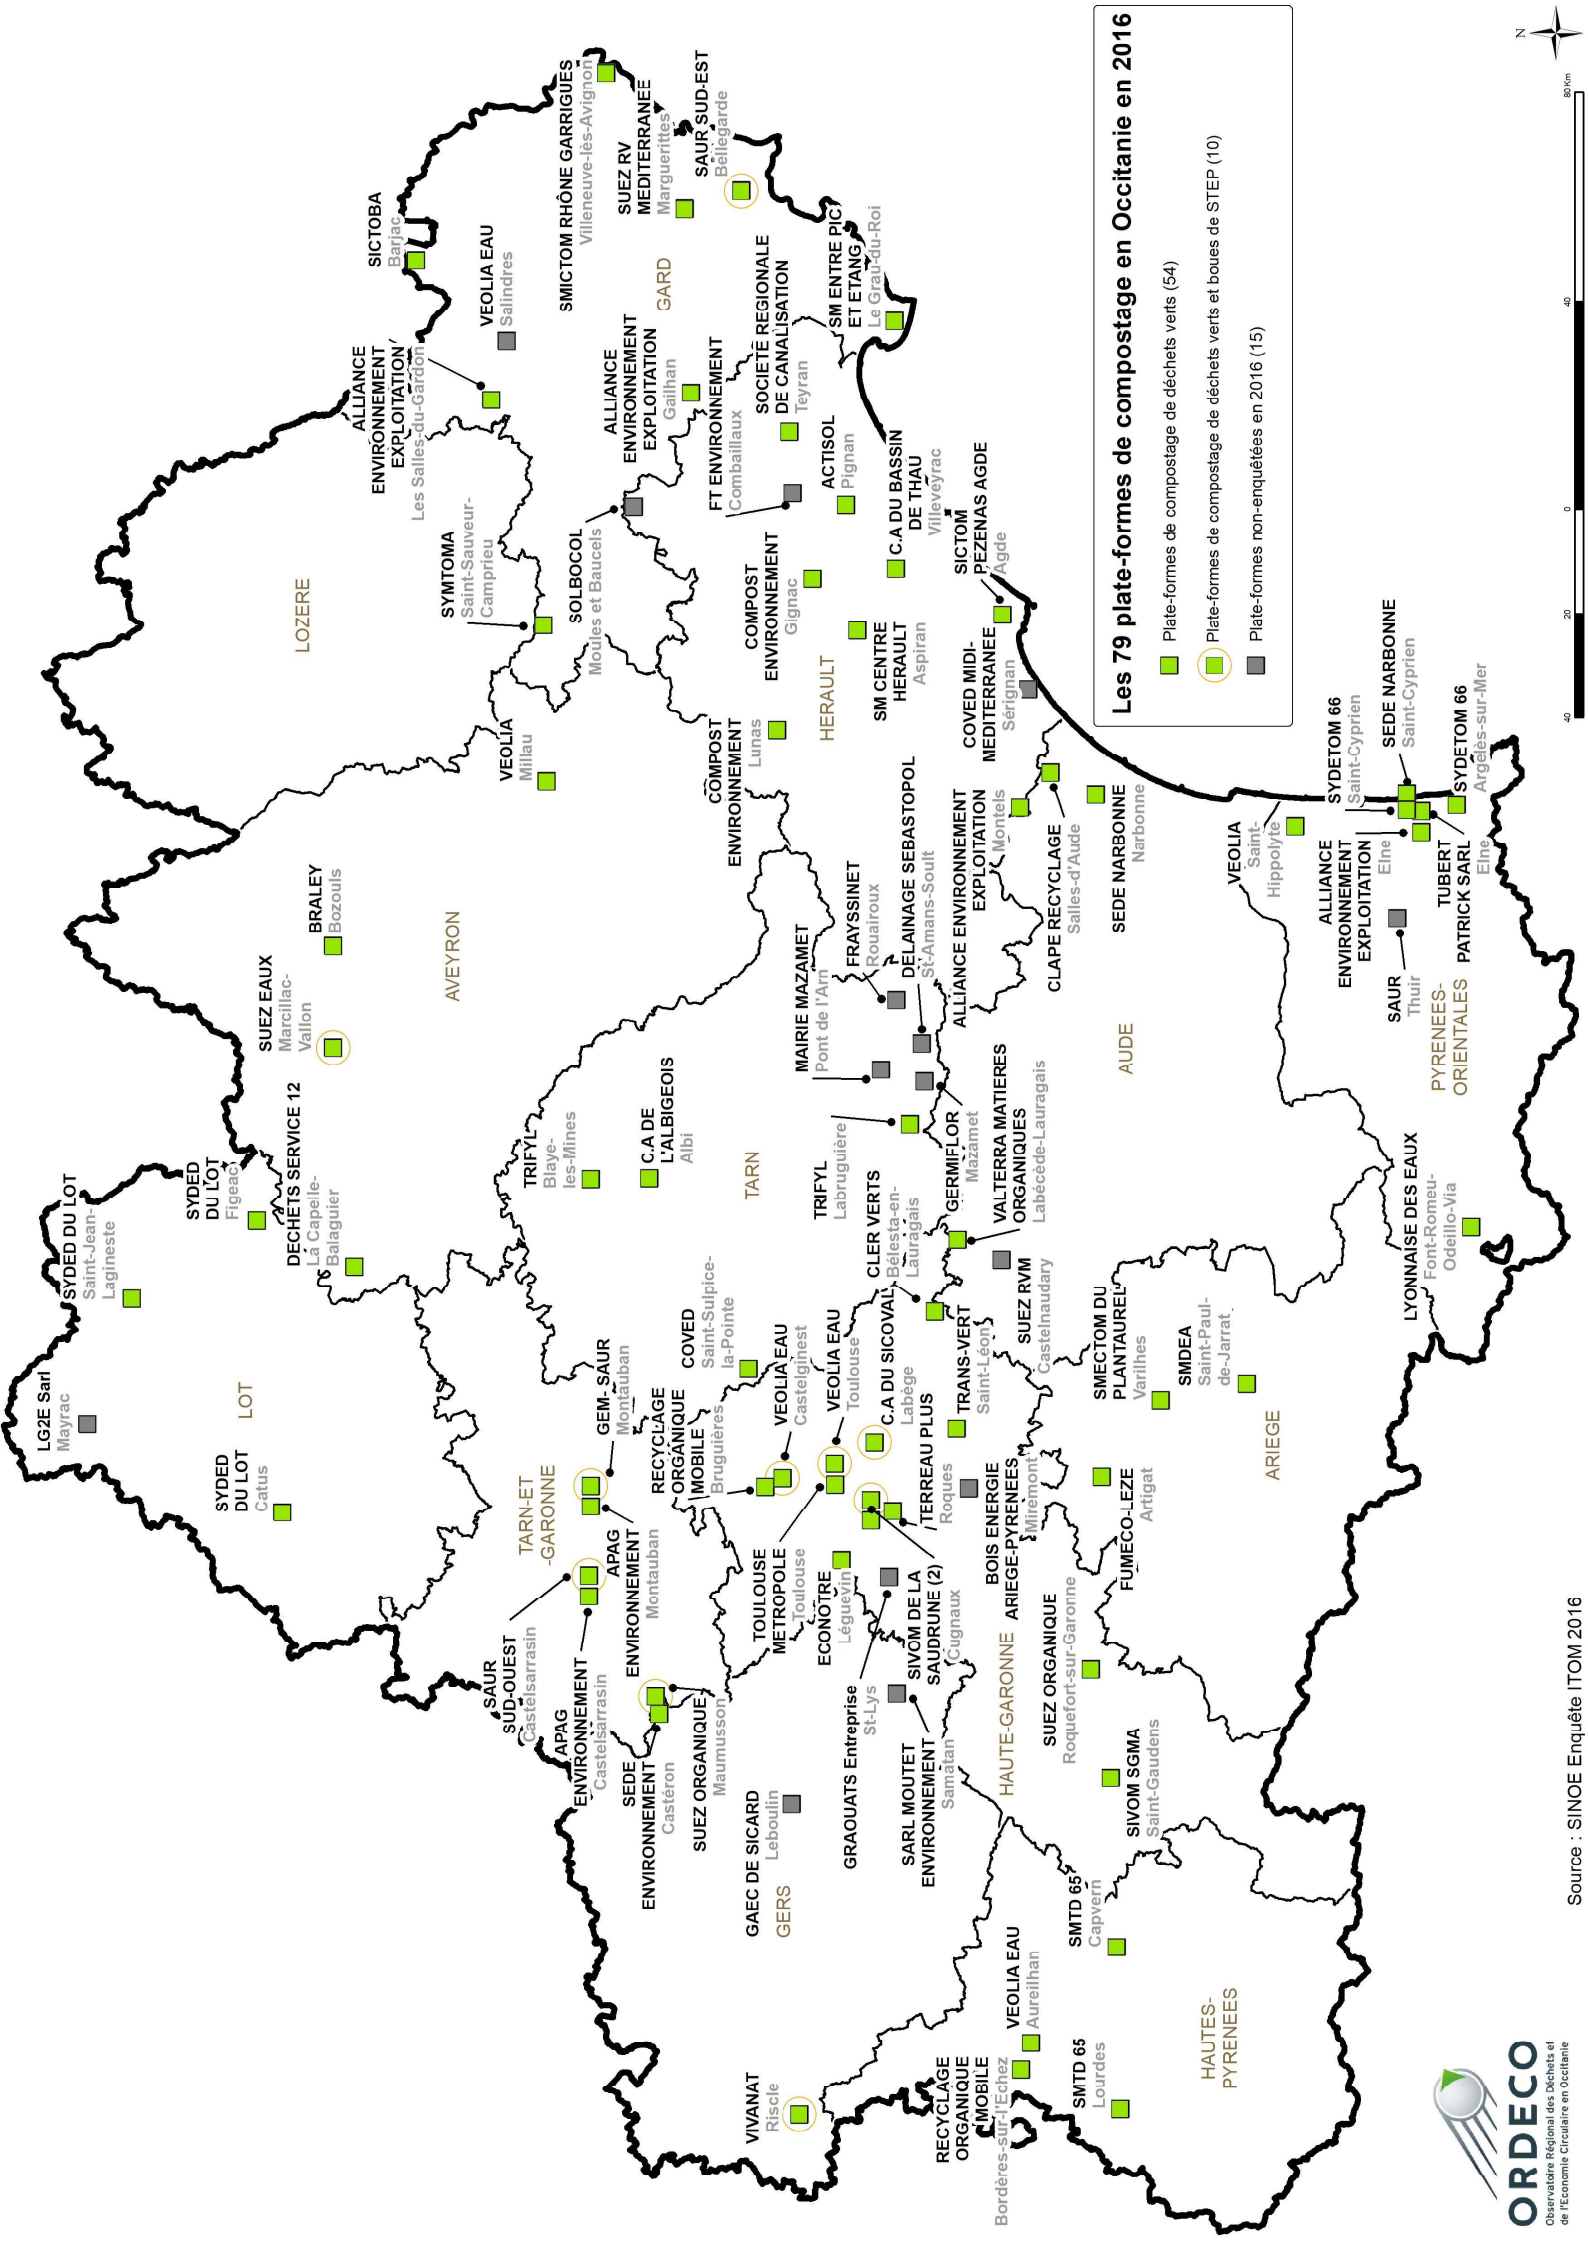 Les 79 plate-formes de compostage en Occitanie en 2016
Plate-formes de compostage de déchets verts (54)
Plate-formes de compostage de déchets verts et boues de STEP (10)
Plate-formes non-enquêtées en 2016 (15)
N
40
20
0
40
80 Km
LG2E Sarl
Mayrac
SYDED DU LOT
Saint-Jean-
Lagineste
SYDED
DU LOT
Figeac
SYDED
DU LOT
Catus
LOT
DECHETS SERVICE 12
La Capelle-
Balaguier
SUEZ EAUX
Marcillac-
Vallon
BRALEY
Bozouls
AVEYRON
VEOLIA
Millau
LOZERE
SYMTOMA
Saint-Sauveur-
Camprieu
ALLIANCE
ENVIRONNEMENT
EXPLOITATION
Les Salles-du-Gardon
SICTOBA
Barjac
VEOLIA EAU
Salindres
SMICTOM RHÔNE GARRIGUES
Villeneuve-lès-Avignon
SUEZ RV
MEDITERRANEE
Marguerittes
SAUR SUD-EST
Bellegarde
GARD
SOLBOCOL
Moules et Baucels
ALLIANCE
ENVIRONNEMENT
EXPLOITATION
Gailhan
FT ENVIRONNEMENT
Combaillaux
SOCIETE REGIONALE
DE CANALISATION
Teyran
SM ENTRE PIC
ET ETANG
Le Grau-du-Roi
ACTISOL
Pignan
C.A DU BASSIN
DE THAU
Villeveyrac
COMPOST
ENVIRONNEMENT
Gignac
SM CENTRE
HERAULT
Aspiran
HERAULT
COMPOST
ENVIRONNEMENT
Lunas
SICTOM
PEZENAS AGDE
Agde
COVED MIDI-
MEDITERRANEE
Sérignan
TARN-ET
-GARONNE
GEM- SAUR
Montauban
APAG
ENVIRONNEMENT
Montauban
SAUR
SUD-OUEST
Castelsarrasin
APAG
ENVIRONNEMENT
Castelsarrasin
SEDE
ENVIRONNEMENT
Castéron
SUEZ ORGANIQUE
Maumusson
GAEC DE SICARD
Leboulin
GERS
VIVANAT
Riscle
SARL MOUTET
ENVIRONNEMENT
Samatan
TRIFYL
Blaye-
les-Mines
C.A DE
L'ALBIGEOIS
Albi
TARN
COVED
Saint-Sulpice-
la-Pointe
TRIFYL
Labruguière
MAIRIE MAZAMET
Pont de l'Arn
FRAYSSINET
Rouairoux
DELAINAGE SEBASTOPOL
St-Amans-Soult
GERMIFLOR
Mazamet
RECYCLAGE
ORGANIQUE
MOBILE
Bruguières
VEOLIA EAU
Castelginest
VEOLIA EAU
Toulouse
TOULOUSE
METROPOLE
Toulouse
C.A DU SICOVAL
Labège
ECONOTRE
Léguevin
TERREAU PLUS
Roques
SIVOM DE LA
SAUDRUNE (2)
Cugnaux
GRAOUATS Entreprise
St-Lys
CLER VERTS
Bélesta-en-
Lauragais
TRANS-VERT
Saint-Léon
BOIS ENERGIE
ARIEGE-PYRENEES
Miremont
HAUTE-GARONNE
SUEZ ORGANIQUE
Roquefort-sur-Garonne
SIVOM SGMA
Saint-Gaudens
VALTERRA MATIERES
ORGANIQUES
Labécède-Lauragais
SUEZ RVM
Castelnaudary
AUDE
ALLIANCE ENVIRONNEMENT
EXPLOITATION
Montels
CLAPE RECYCLAGE
Salles-d'Aude
SEDE NARBONNE
Narbonne
FUMECO-LEZE
Artigat
SMECTOM DU
PLANTAUREL
Varilhes
SMDEA
Saint-Paul-
de-Jarrat
ARIEGE
RECYCLAGE
ORGANIQUE
MOBILE
Bordères-sur-l'Echez
VEOLIA EAU
Aureilhan
SMTD 65
Lourdes
SMTD 65
Capvern
HAUTES-
PYRENEES
VEOLIA
Saint-
Hippolyte
SYDETOM 66
Saint-Cyprien
SEDE NARBONNE
Saint-Cyprien
SYDETOM 66
Argelès-sur-Mer
ALLIANCE
ENVIRONNEMENT
EXPLOITATION
Elne
TUBERT
PATRICK SARL
Elne
SAUR
Thuir
PYRENEES-
ORIENTALES
LYONNAISE DES EAUX
Font-Romeu-
Odeillo-Via
ORDECO
Observatoire Régional des Déchets et
de l'Economie Circulaire en Occitanie
Source : SINOE Enquête ITOM 2016